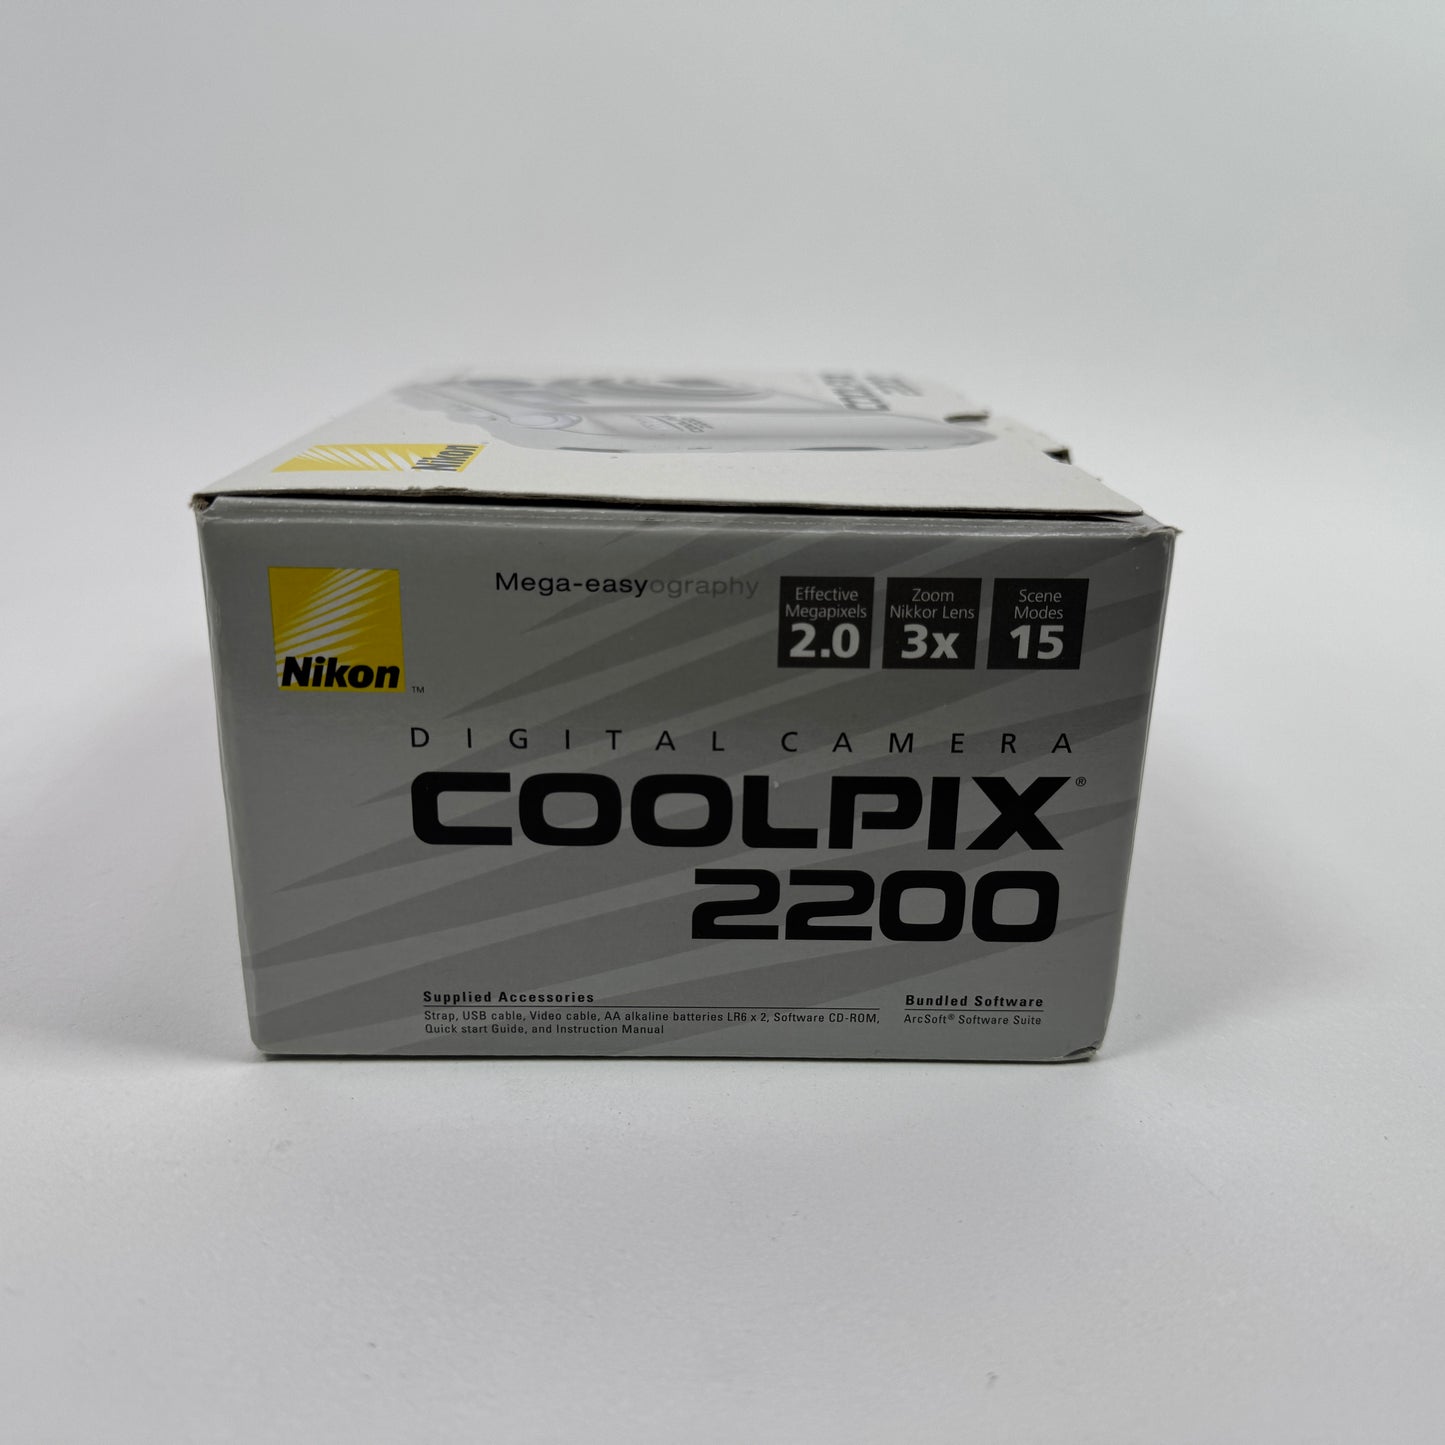 Nikon
Nikon
TM
Mega-easyography
Effective
Megapixels
2.0
Zoom
Nikkor Lens
3x
Scene
Modes
15
DIGITAL CAMERA
COOLPIX®
2200
Supplied Accessories
Strap, USB cable, Video cable, AA alkaline batteries LR6 x 2, Software CD-ROM,
Quick start Guide, and Instruction Manual
Bundled Software
ArcSoft® Software Suite